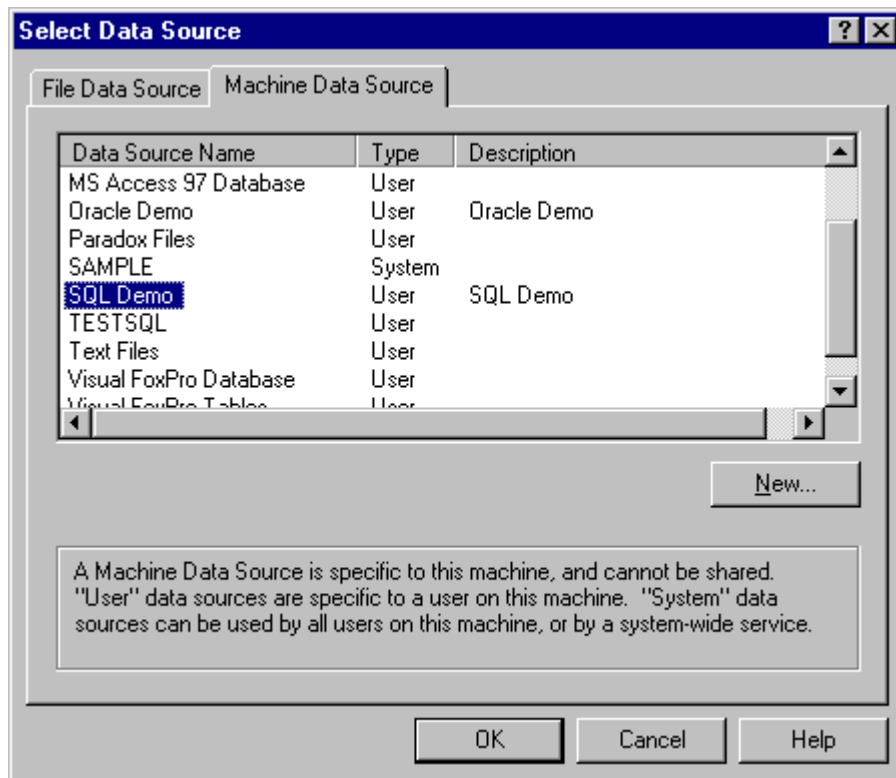 Select Data Source
File Data Source Machine Data Source
Data Source Name Type Description
MS Access 97 Database User
Oracle Demo User Oracle Demo
Paradox Files User
SAMPLE System
SQL Demo User SQL Demo
TESTSQL User
Text Files User
Visual FoxPro Database User
Visual FoxPro Tables User
New...
A Machine Data Source is specific to this machine, and cannot be shared.
"User" data sources are specific to a user on this machine. "System" data
sources can be used by all users on this machine, or by a system-wide service.
OK Cancel Help